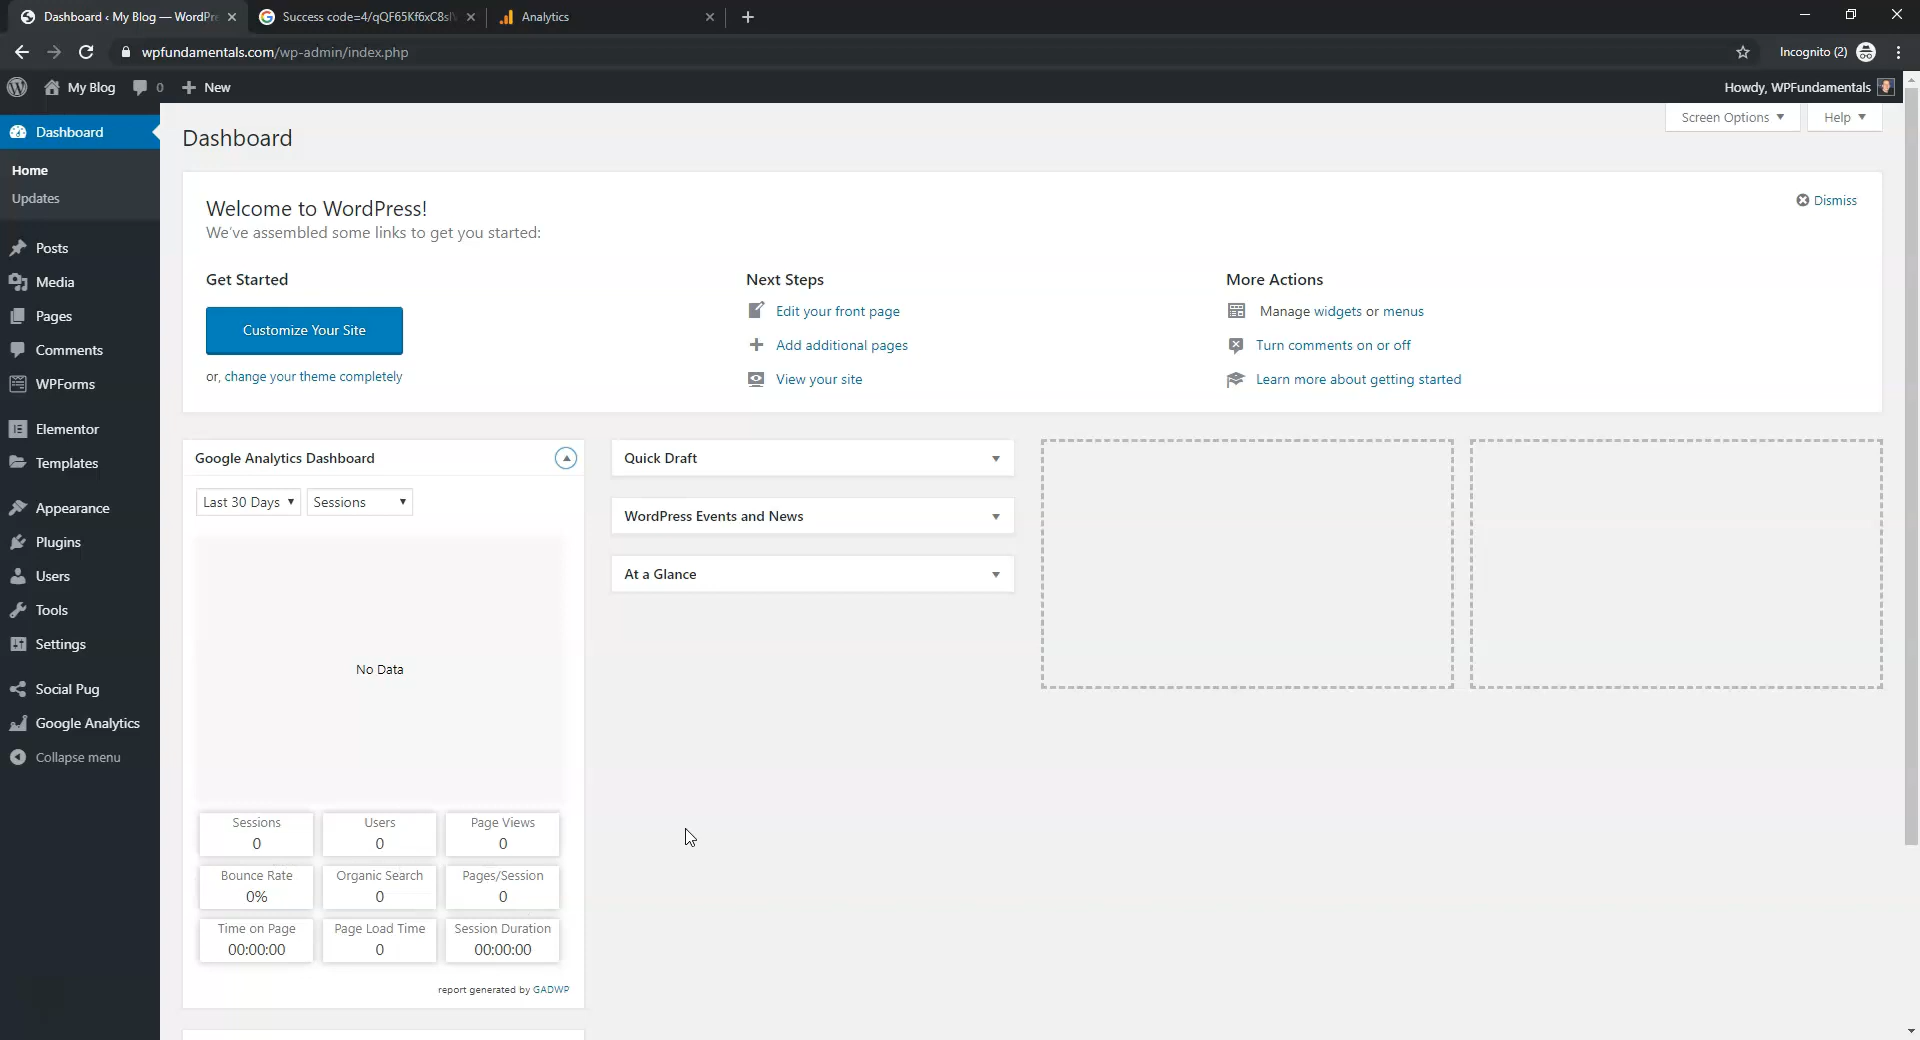 Dashboard ‹ My Blog — WordPre
Success code=4/qQF65Kf6xC8sI
Analytics
wpfundamentals.com/wp-admin/index.php
Incognito (2)
My Blog
0
New
Howdy, WPFundamentals
Dashboard
Home
Updates
Posts
Media
Pages
Comments
WPForms
Elementor
Templates
Appearance
Plugins
Users
Tools
Settings
Social Pug
Google Analytics
Collapse menu
Screen Options
Help
Dashboard
Welcome to WordPress!
We've assembled some links to get you started:
Dismiss
Get Started
Customize Your Site
or, change your theme completely
Next Steps
Edit your front page
Add additional pages
View your site
More Actions
Manage widgets or menus
Turn comments on or off
Learn more about getting started
Google Analytics Dashboard
Last 30 Days
Sessions
No Data
Sessions
0
Users
0
Page Views
0
Bounce Rate
0%
Organic Search
0
Pages/Session
0
Time on Page
00:00:00
Page Load Time
0
Session Duration
00:00:00
report generated by GADWP
Quick Draft
WordPress Events and News
At a Glance